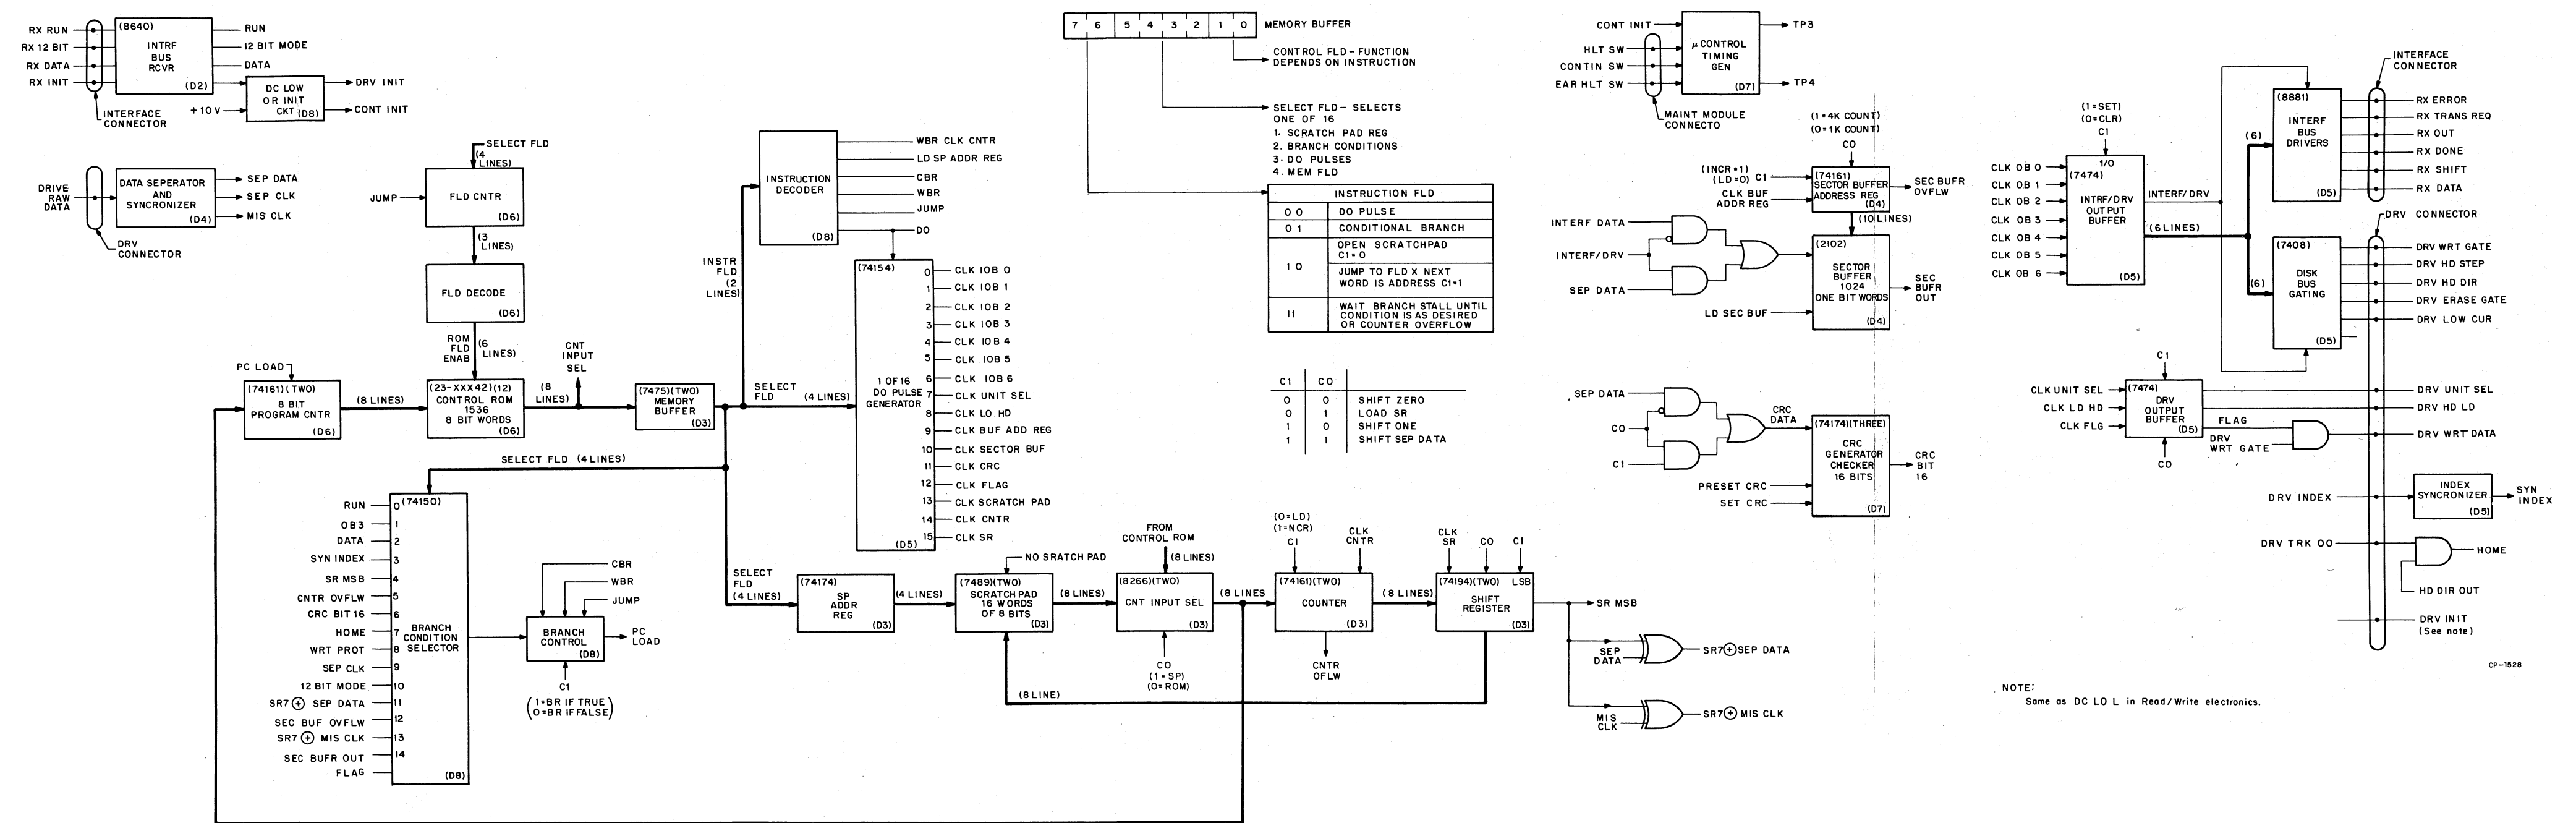 RX RUN
RX 12 BIT
RX DATA
RX INIT
(8640)
INTRF
BUS
RCVR
(D2)
RUN
12 BIT MODE
DATA
INTERFACE
CONNECTOR
+10V
DC LOW
OR INIT
CKT (D8)
DRV INIT
CONT INIT
DRIVE
RAW
DATA
DATA SEPERATOR
AND
SYNCRONIZER
(D4)
SEP DATA
SEP CLK
MIS CLK
DRV
CONNECTOR
SELECT FLD
(4
LINES)
JUMP
FLD CNTR
(D6)
(3
LINES)
FLD DECODE
(D6)
ROM
FLD
ENAB
(6
LINES)
PC LOAD
(74161)(TWO)
8 BIT
PROGRAM CNTR
(D6)
(8 LINES)
(23-XXX42)(12)
CONTROL ROM
1536
8 BIT WORDS
(D6)
(8
LINES)
CNT
INPUT
SEL
(7475)(TWO)
MEMORY
BUFFER
(D3)
INSTR
FLD
(2
LINES)
INSTRUCTION
DECODER
(D8)
WBR CLK CNTR
LD SP ADDR REG
CBR
WBR
JUMP
DO
SELECT
FLD
(4 LINES)
(74154)
1 OF 16
DO PULSE
GENERATOR
(D5)
0 CLK IOB 0
1 CLK IOB 1
2 CLK IOB 2
3 CLK IOB 3
4 CLK IOB 4
5 CLK IOB 5
6 CLK IOB 6
7 CLK UNIT SEL
8 CLK LO HD
9 CLK BUF ADD REG
10 CLK SECTOR BUF
11 CLK CRC
12 CLK FLAG
13 CLK SCRATCH PAD
14 CLK CNTR
15 CLK SR
SELECT FLD (4 LINES)
(74150)
RUN 0
OB3 1
DATA 2
SYN INDEX 3
SR MSB 4
CNTR OVFLW 5
CRC BIT 16 6
HOME 7
WRT PROT 8
SEP CLK 9
12 BIT MODE 10
SR7 ⊕ SEP DATA 11
SEC BUF OVFLW 12
SR7 ⊕ MIS CLK 13
SEC BUFR OUT 14
FLAG
BRANCH
CONDITION
SELECTOR
(D8)
CBR
WBR
JUMP
BRANCH
CONTROL
(D8)
PC
LOAD
C1
(1=BR IF TRUE
0=BR IF FALSE)
SELECT
FLD
(4 LINES)
(74174)
SP
ADDR
REG
(D3)
(4 LINES)
NO SRATCH PAD
(7489)(TWO)
SCRATCH PAD
16 WORDS
OF 8 BITS
(D3)
(8 LINES)
FROM
CONTROL ROM
(8 LINES)
(8266)(TWO)
CNT INPUT SEL
(D3)
C0
(1=SP)
(0=ROM)
(8 LINES
(0=LD)
(1=NCR)
C1
CLK
CNTR
(74161)(TWO)
COUNTER
(D3)
CNTR
OFLW
(8 LINES)
CLK
SR
C0
C1
(74194)(TWO) LSB
SHIFT
REGISTER
(D3)
(8 LINE)
SR MSB
SEP
DATA
SR7⊕SEP DATA
MIS
CLK
SR7⊕MIS CLK
7 6 5 4 3 2 1 0
MEMORY BUFFER
CONTROL FLD-FUNCTION
DEPENDS ON INSTRUCTION
SELECT FLD- SELECTS
ONE OF 16
1. SCRATCH PAD REG
2. BRANCH CONDITIONS
3. DO PULSES
4. MEM FLD
INSTRUCTION FLD
0 0 DO PULSE
0 1 CONDITIONAL BRANCH
1 0
OPEN SCRATCHPAD
C1=0
JUMP TO FLD X NEXT
WORD IS ADDRESS C1=1
11
WAIT BRANCH STALL UNTIL
CONDITION IS AS DESIRED
OR COUNTER OVERFLOW
C1 C0
0 0 SHIFT ZERO
0 1 LOAD SR
1 0 SHIFT ONE
1 1 SHIFT SEP DATA
CONT INIT
HLT SW
CONTIN SW
EAR HLT SW
μCONTROL
TIMING
GEN
(D7)
TP3
TP4
MAINT MODULE
CONNECTO
(1=4K COUNT)
(0=1K COUNT)
C0
(INCR=1)
(LD=0) C1
CLK BUF
ADDR REG
(74161)
SECTOR BUFFER
ADDRESS REG
(D4)
SEC BUFR
OVFLW
(10 LINES)
INTERF DATA
INTERF/DRV
SEP DATA
LD SEC BUF
(2102)
SECTOR
BUFFER
1024
ONE BIT WORDS
(D4)
SEC
BUFR
OUT
SEP DATA
C0
C1
CRC
DATA
PRESET CRC
SET CRC
(74174)(THREE)
CRC
GENERATOR
CHECKER
16 BITS
(D7)
CRC
BIT
16
(1=SET)
(0=CLR)
C1
CLK OB 0
CLK OB 1
CLK OB 2
CLK OB 3
CLK OB 4
CLK OB 5
CLK OB 6
1/0
(7474)
INTRF/DRV
OUTPUT
BUFFER
(D5)
INTERF/DRV
(6 LINES)
(6)
(6)
(8881)
INTERF
BUS
DRIVERS
(D5)
INTERFACE
CONNECTOR
RX ERROR
RX TRANS REQ
RX OUT
RX DONE
RX SHIFT
RX DATA
DRV CONNECTOR
(7408)
DISK
BUS
GATING
(D5)
DRV WRT GATE
DRV HD STEP
DRV HD DIR
DRV ERASE GATE
DRV LOW CUR
C1
CLK UNIT SEL
CLK LD HD
CLK FLG
(7474)
DRV
OUTPUT
BUFFER
(D5)
C0
FLAG
DRV
WRT GATE
DRV UNIT SEL
DRV HD LD
DRV WRT DATA
DRV INDEX
INDEX
SYNCRONIZER
(D5)
SYN
INDEX
DRV TRK 00
HOME
HD DIR OUT
DRV INIT
(See note)
CP-1528
NOTE:
Same as DC LO L in Read/Write electronics.